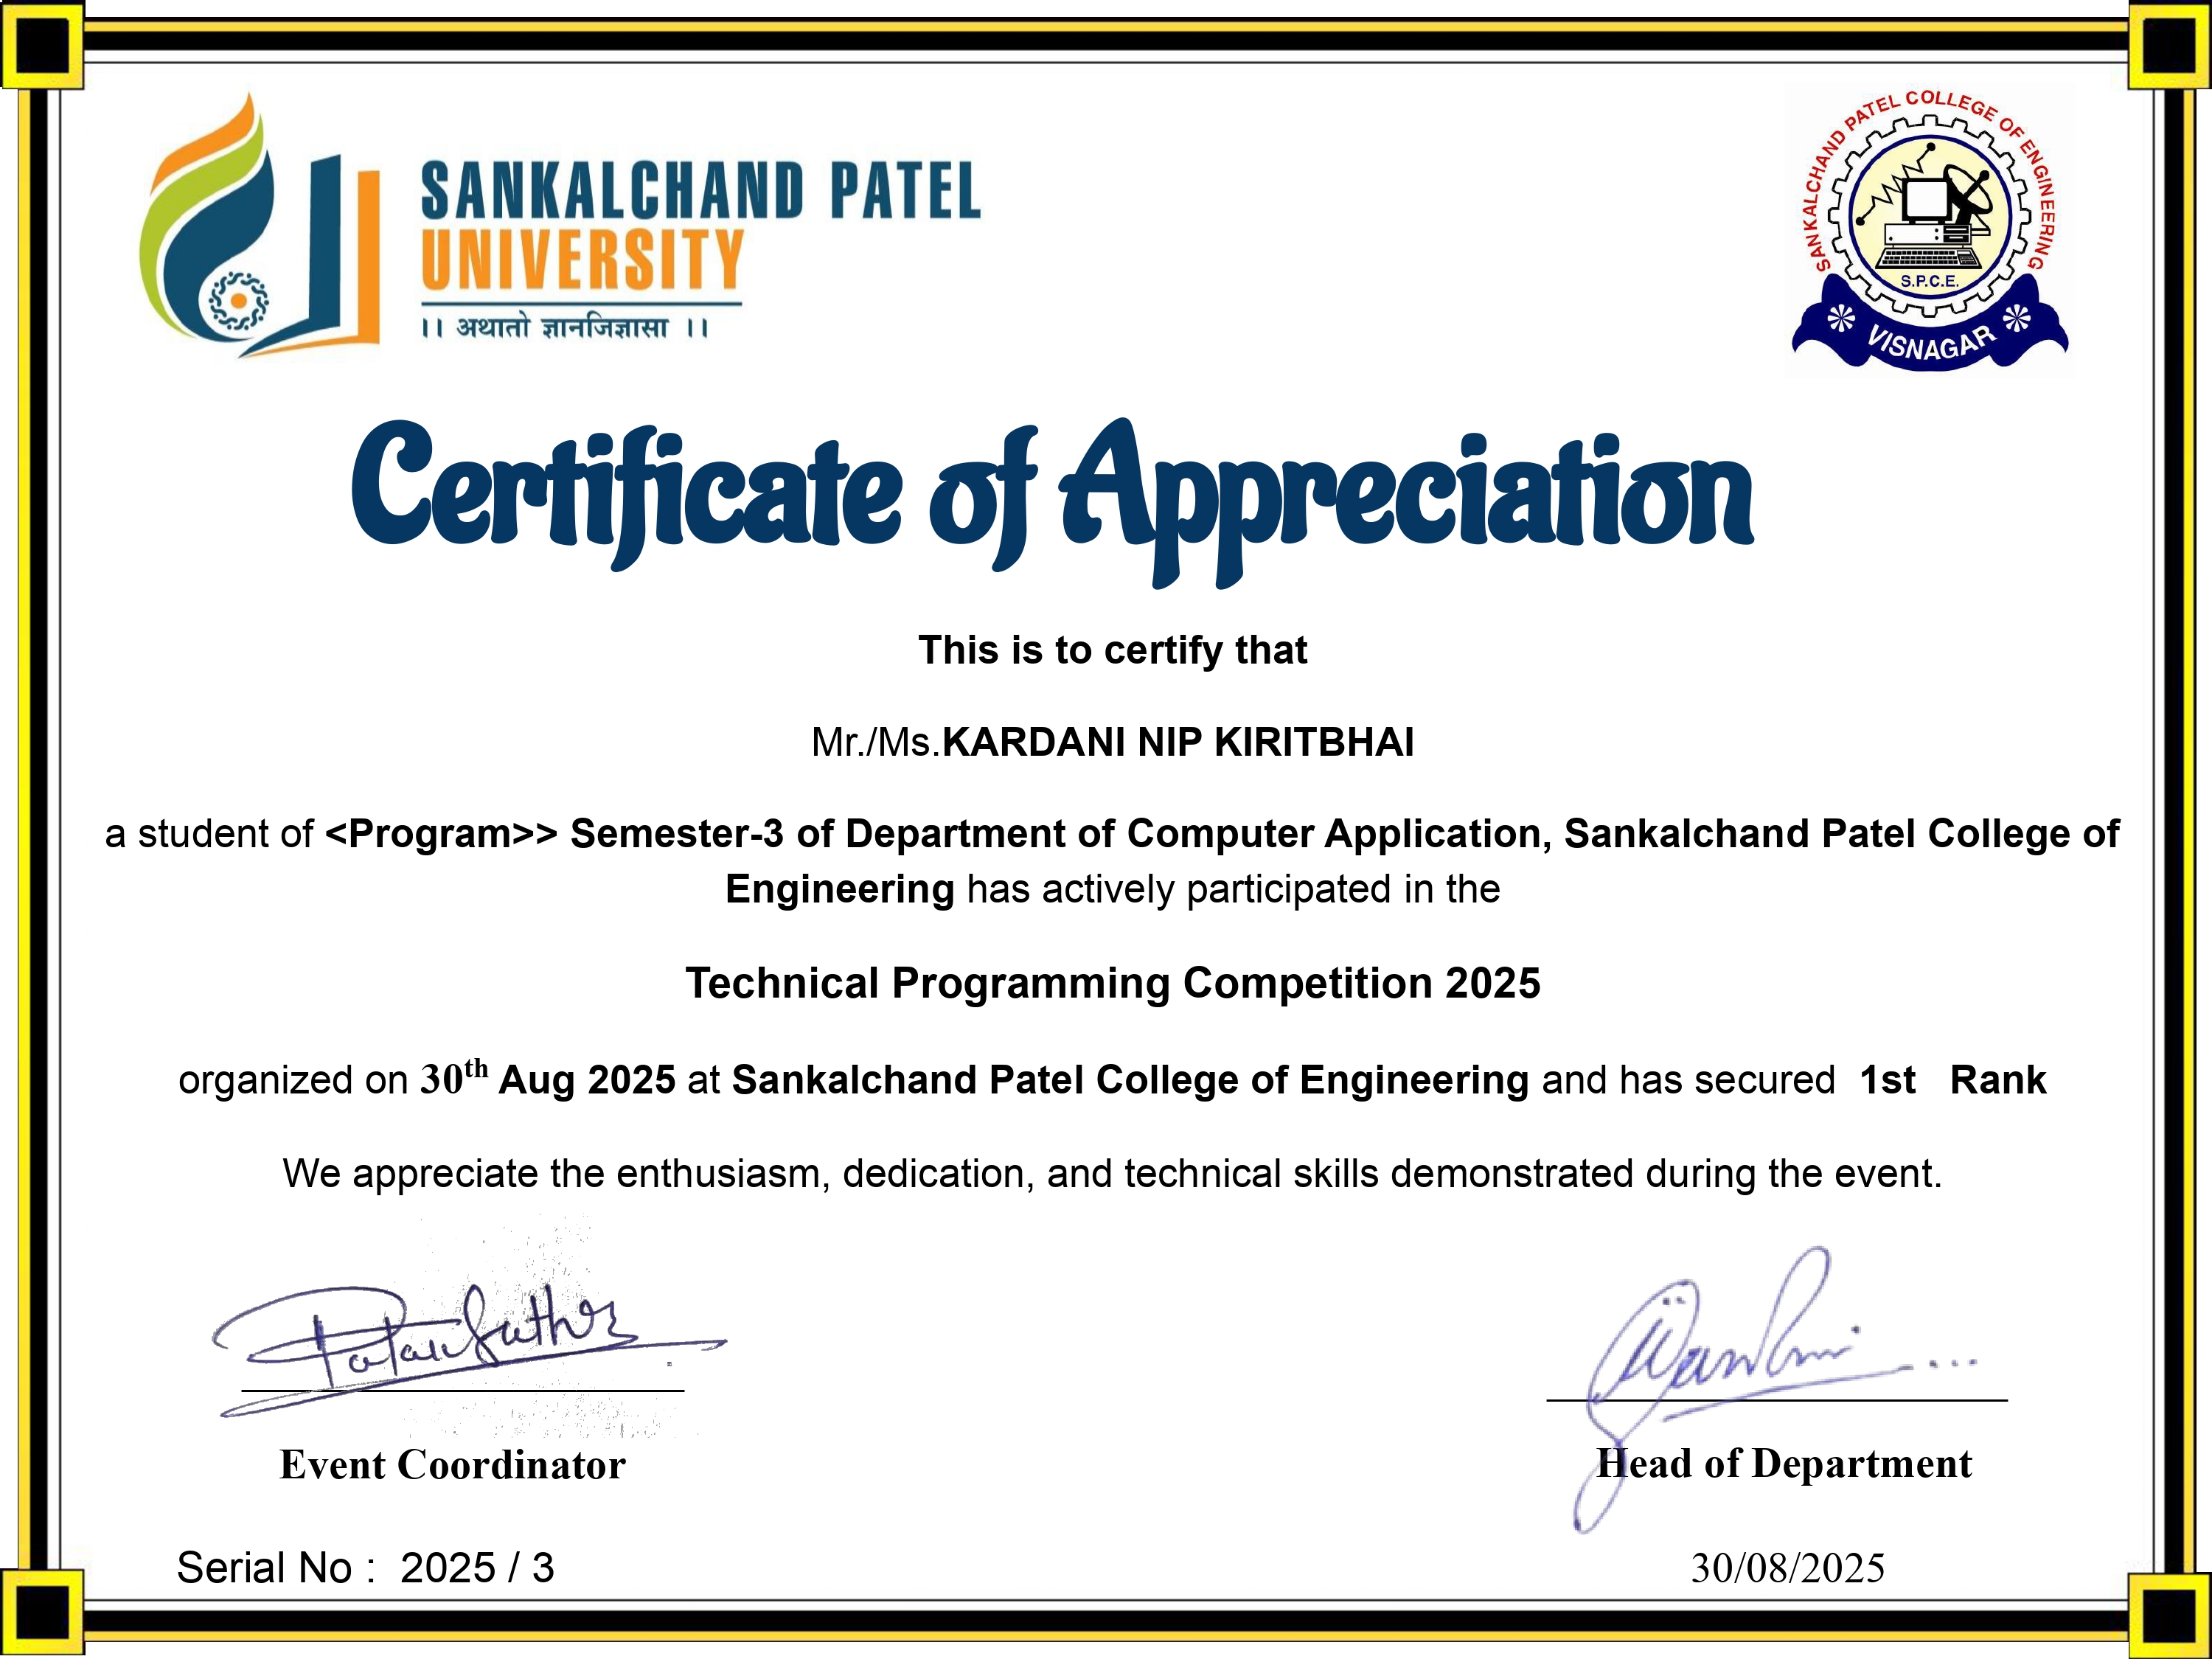 SANKALCHAND PATEL
UNIVERSITY
।। अथातो ज्ञानजिज्ञासा ।।
SANKALCHAND PATEL COLLEGE OF ENGINEERING
S.P.C.E.
VISNAGAR
Certificate of Appreciation
This is to certify that
Mr./Ms.KARDANI NIP KIRITBHAI
a student of <Program>> Semester-3 of Department of Computer Application, Sankalchand Patel College of
Engineering has actively participated in the
Technical Programming Competition 2025
organized on 30th Aug 2025 at Sankalchand Patel College of Engineering and has secured 1st Rank
We appreciate the enthusiasm, dedication, and technical skills demonstrated during the event.
Event Coordinator
Head of Department
Serial No : 2025 / 3
30/08/2025